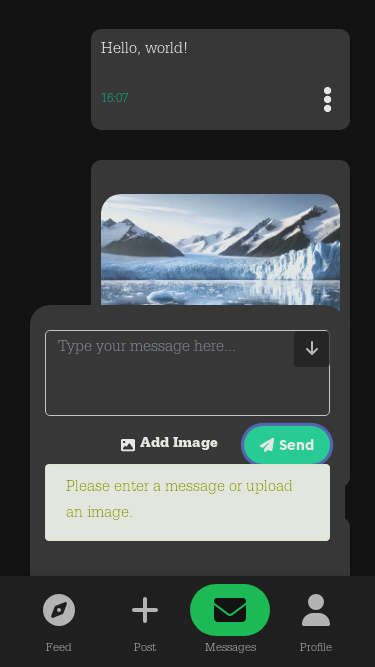 Hello, world!
16:07
Type your message here...
Add Image
Send
Please enter a message or upload
an image.
Feed
Post
Messages
Profile